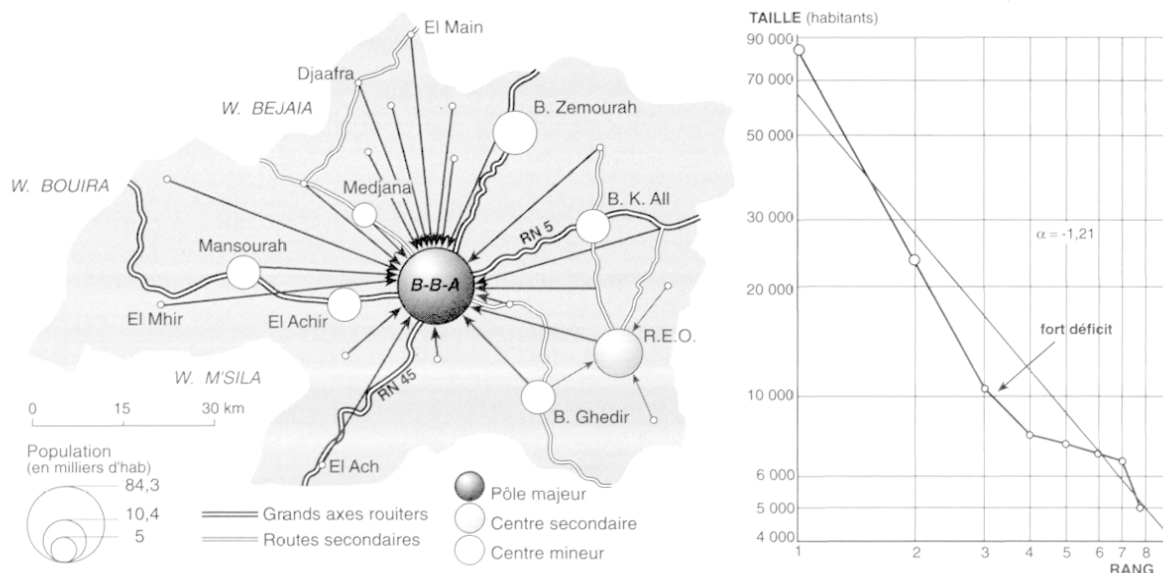 El Main
Djaafra
W. BEJAIA
B. Zemourah
W. BOUIRA
Medjana
B. K. All
Mansourah
RN 5
B-B-A
El Mhir
El Achir
R.E.O.
W. M'SILA
RN 45
B. Ghedir
0 15 30 km
El Ach
Population
(en milliers d'hab)
84,3
10,4
5
Grands axes rouiters
Routes secondaires
Pôle majeur
Centre secondaire
Centre mineur
TAILLE (habitants)
90 000
70 000
50 000
30 000
20 000
10 000
6 000
5 000
4 000
α = -1,21
fort déficit
1 2 3 4 5 6 7 8
RANG